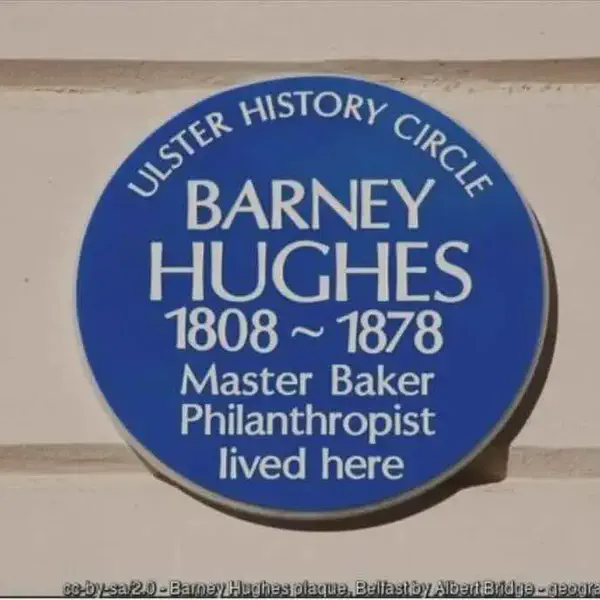 ULSTER HISTORY CIRCLE
BARNEY
HUGHES
1808 ~ 1878
Master Baker
Philanthropist
lived here
cc-by-sa/2.0 - Barney Hughes plaque, Belfast by Albert Bridge - geogra